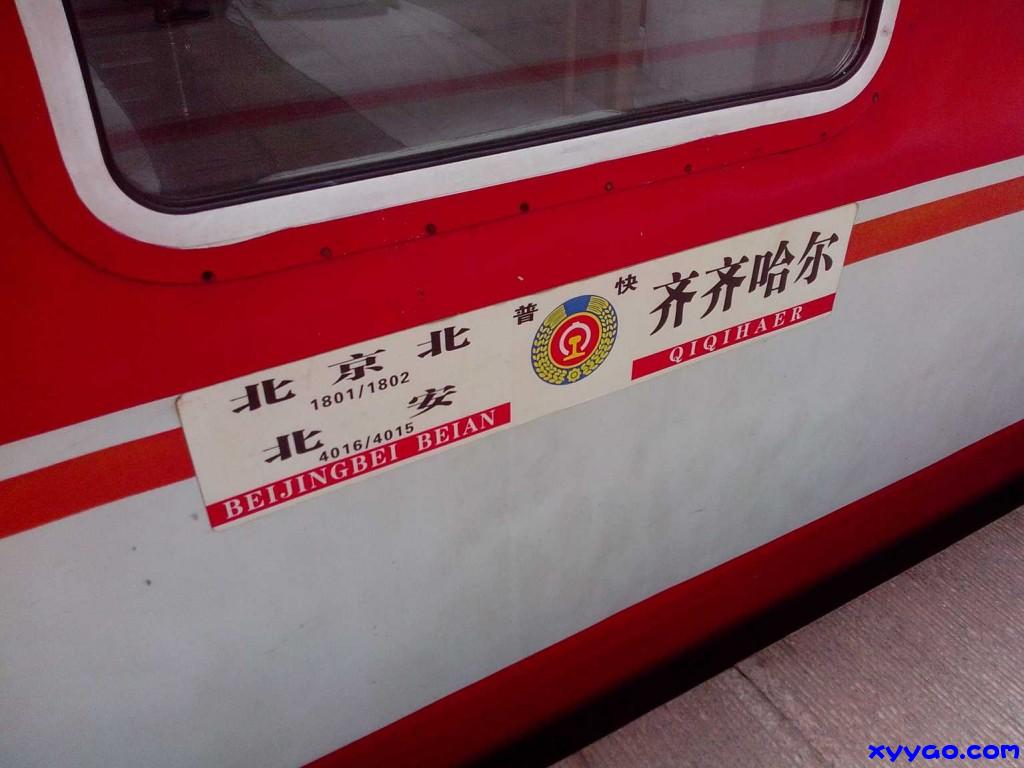 北京北
1801/1802
北安
4016/4015
BEIJINGBEI BEIAN
普快
齐齐哈尔
QIQIHAER
xyygo.com